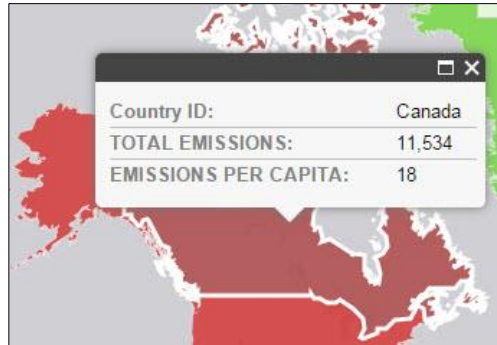 Country ID: Canada
TOTAL EMISSIONS: 11,534
EMISSIONS PER CAPITA: 18